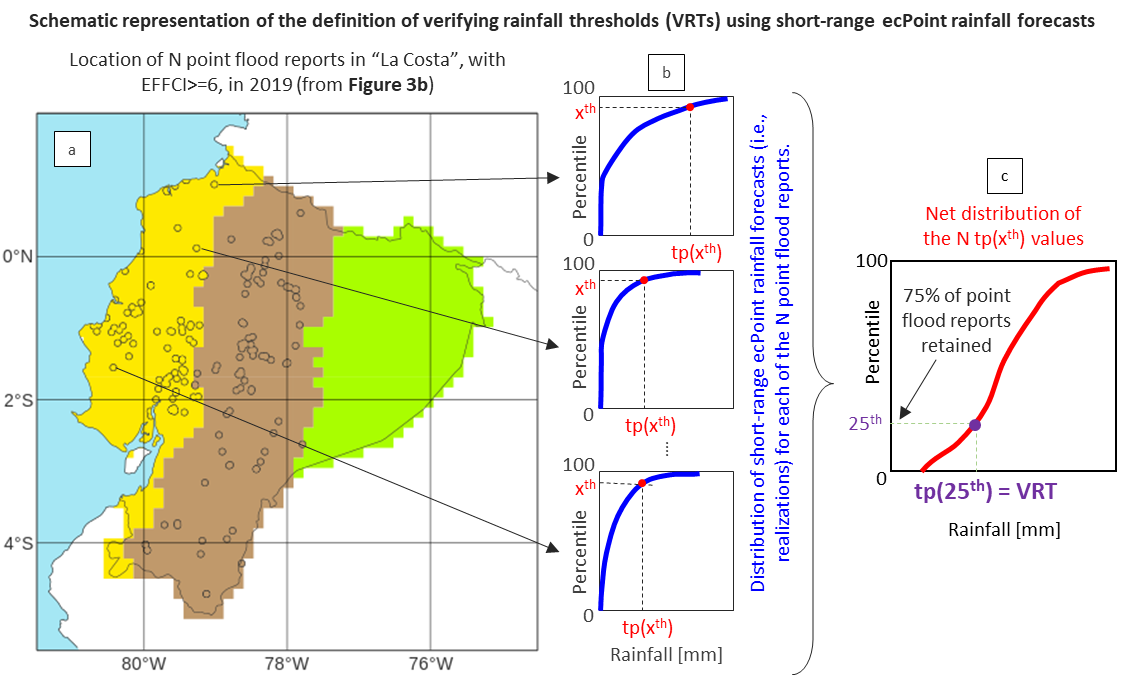 Schematic representation of the definition of verifying rainfall thresholds (VRTs) using short-range ecPoint rainfall forecasts
Location of N point flood reports in “La Costa”, with
EFFCI>=6, in 2019 (from Figure 3b)
a
0°N
2°S
4°S
80°W
78°W
76°W
b
100
xth
Percentile
0
tp(xth)
100
xth
Percentile
0
tp(xth)
...
100
xth
Percentile
0
tp(xth)
Rainfall [mm]
Distribution of short-range ecPoint rainfall forecasts (i.e.,
realizations) for each of the N point flood reports.
c
Net distribution of
the N tp(xth) values
100
75% of point
flood reports
retained
Percentile
25th
0
tp(25th) = VRT
Rainfall [mm]